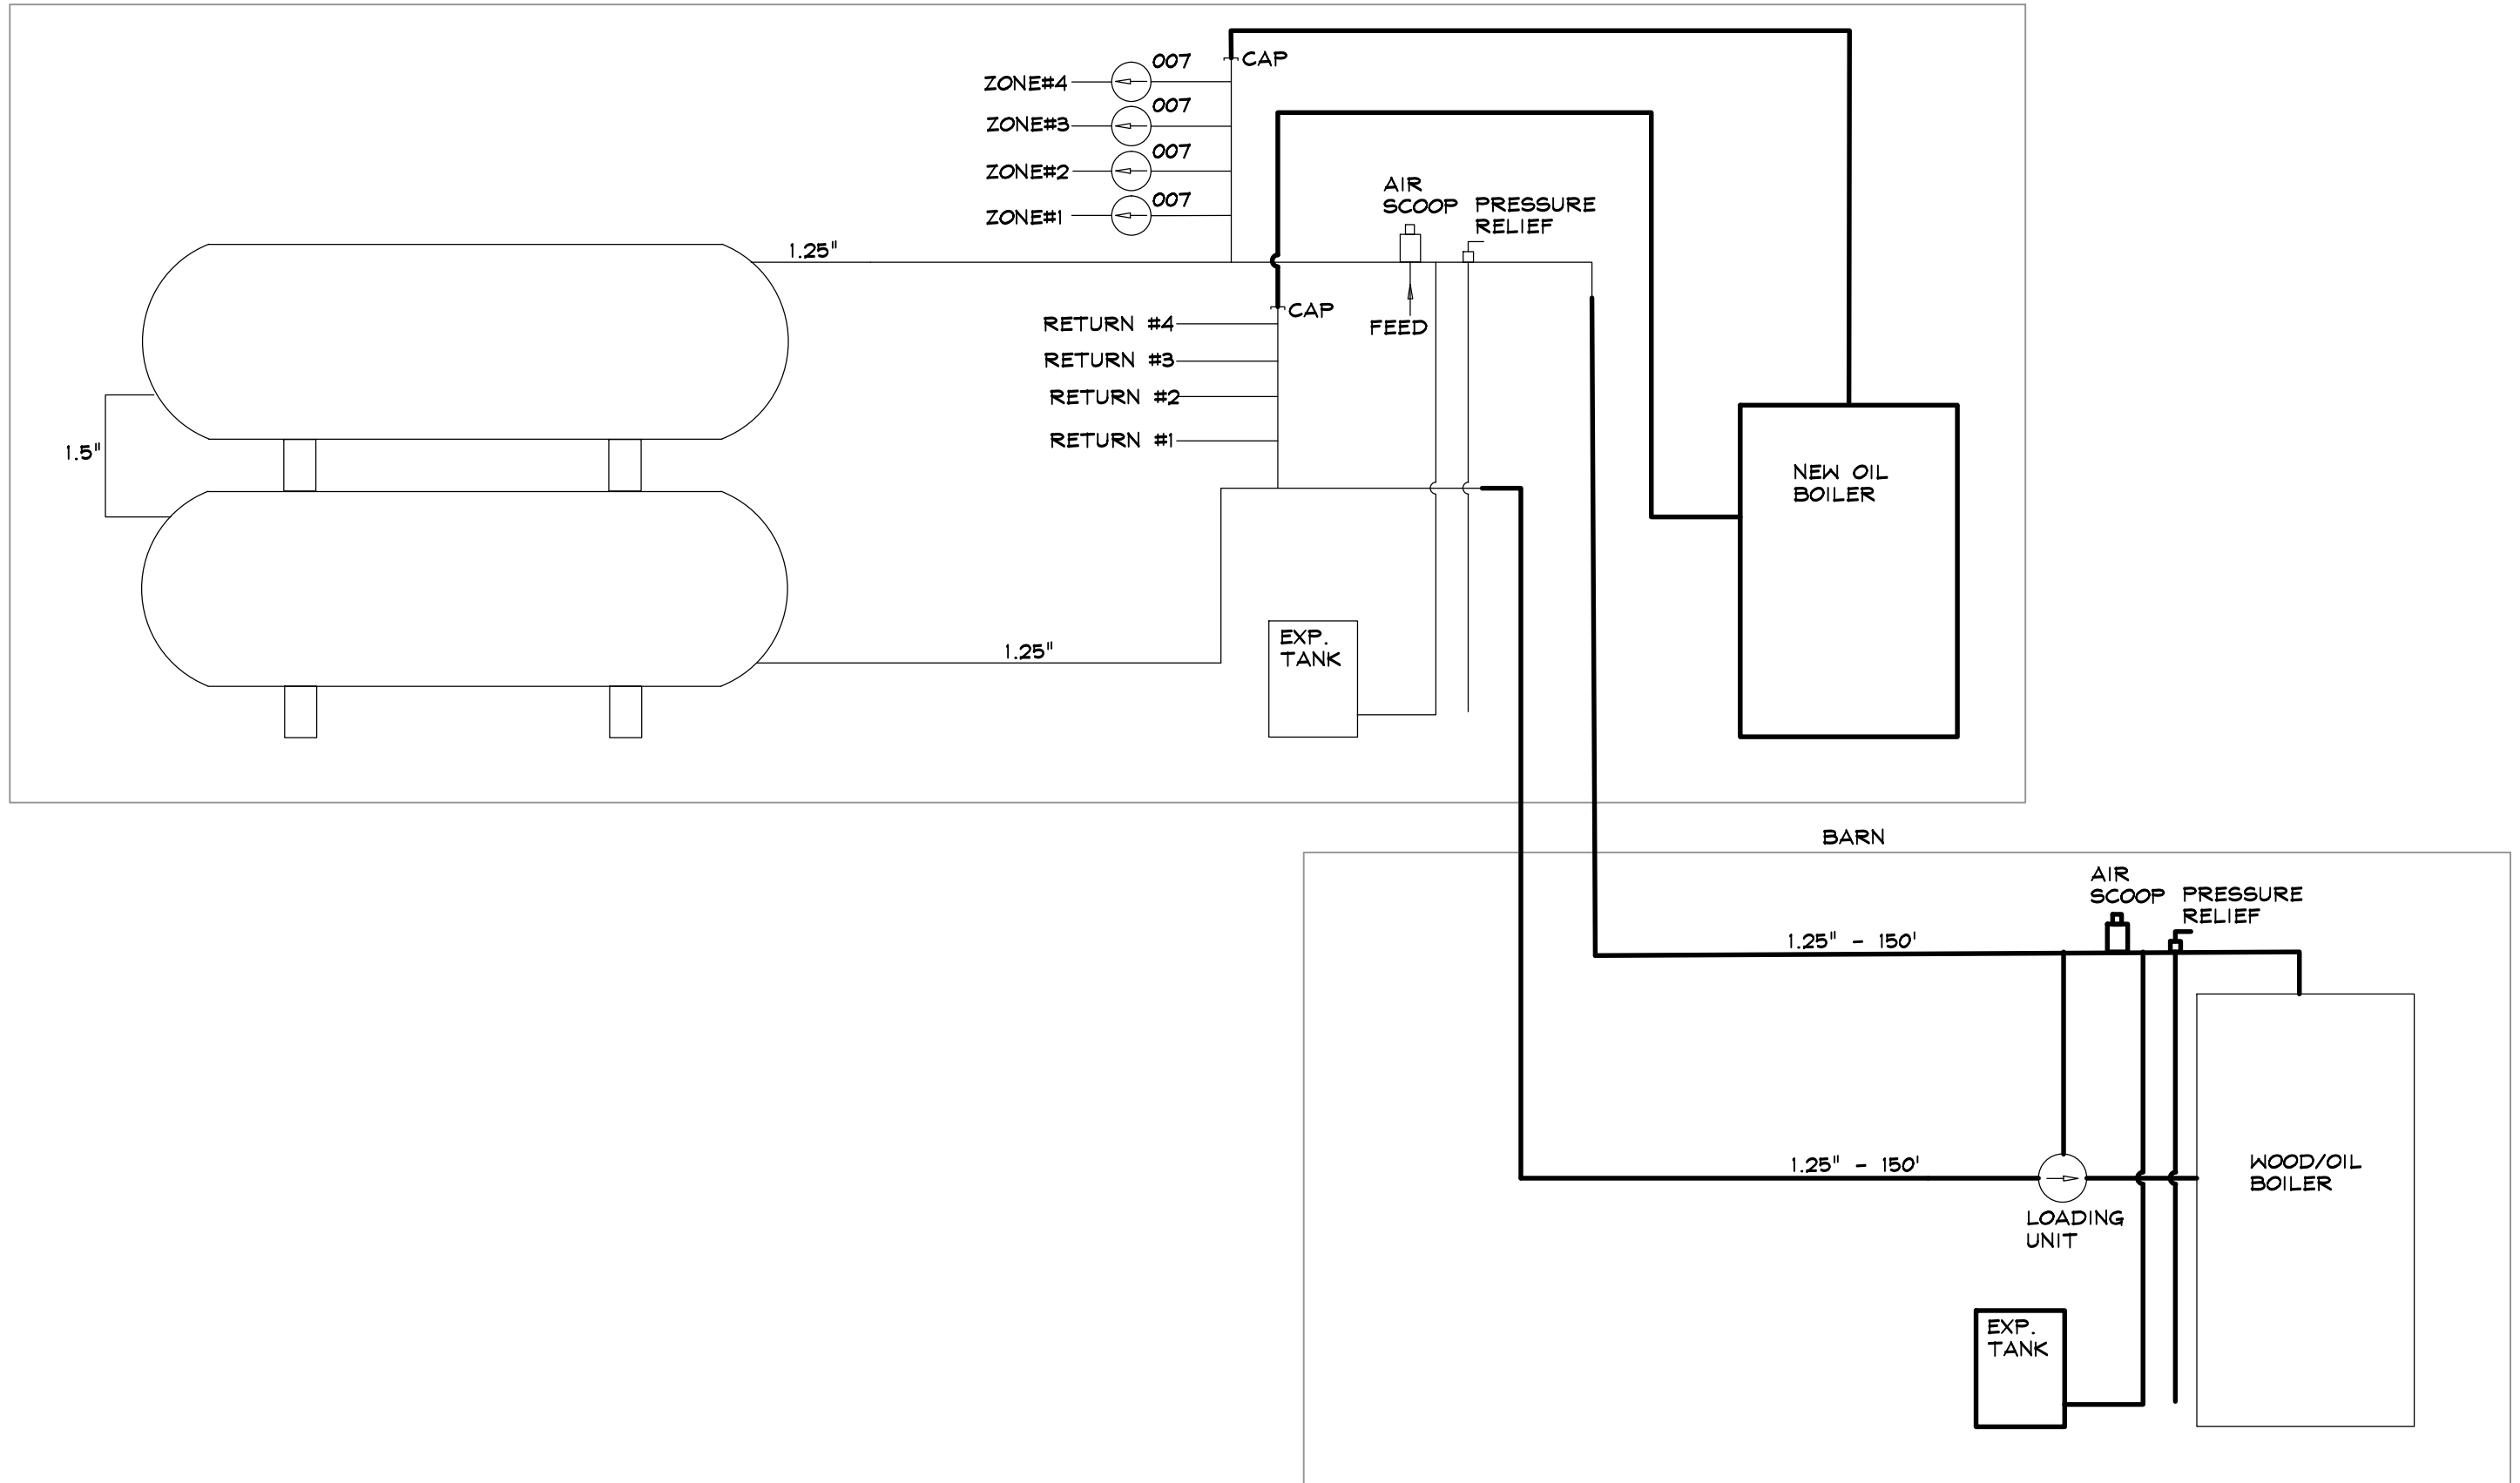 007
CAP
ZONE#4
007
ZONE#3
007
ZONE#2
007
ZONE#1
AIR
SCOOP
PRESSURE
RELIEF
1.25"
CAP
FEED
RETURN #4
RETURN #3
RETURN #2
RETURN #1
1.5"
NEW OIL
BOILER
EXP.
TANK
1.25"
BARN
AIR
SCOOP
PRESSURE
RELIEF
1.25" - 150'
1.25" - 150'
WOOD/OIL
BOILER
LOADING
UNIT
EXP.
TANK